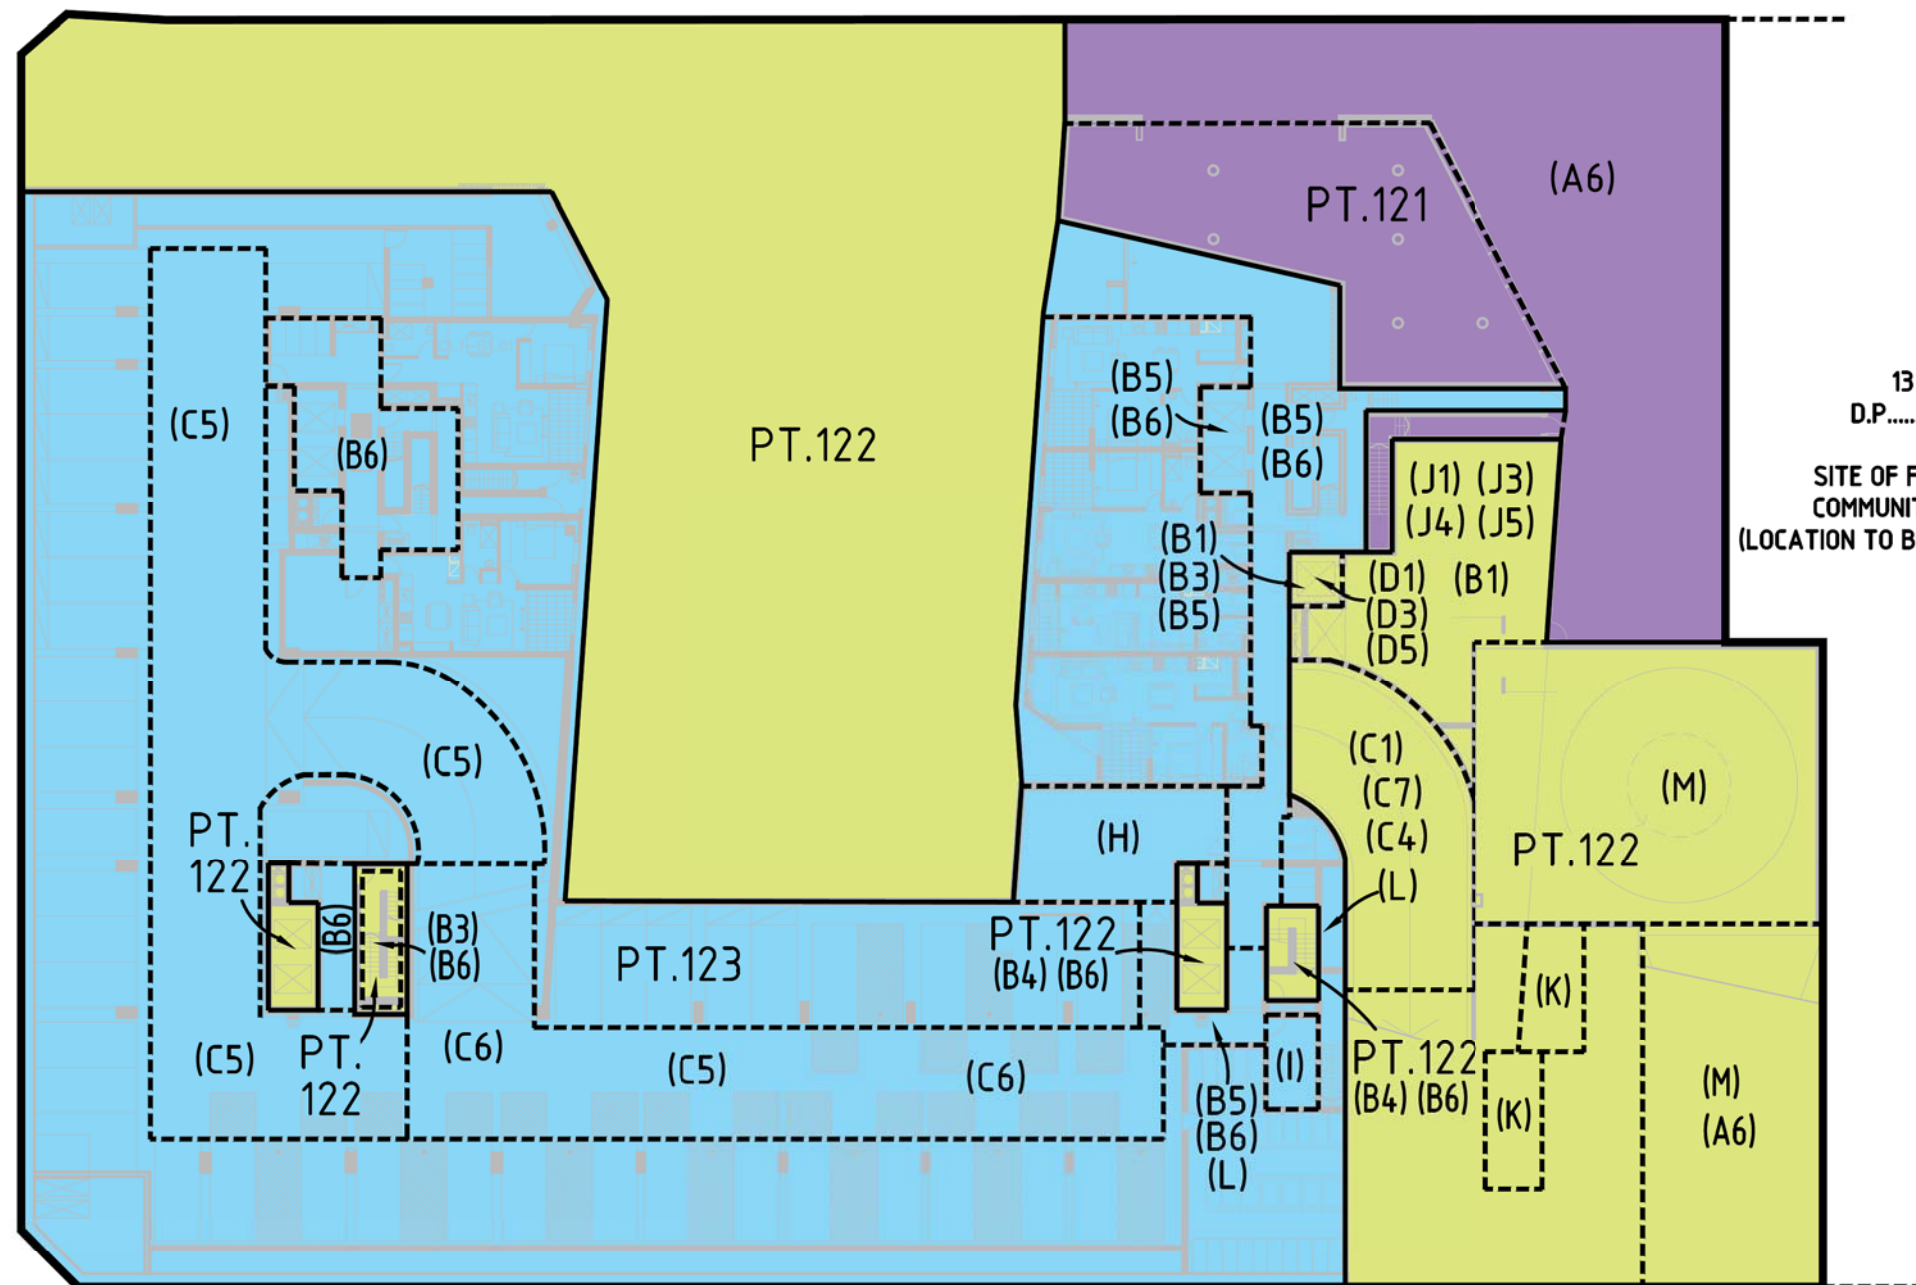 (A6)
PT.121
13
D.P.....
SITE OF F
COMMUNIT
(LOCATION TO B
(C5)
(B6)
PT.122
(B5)
(B6)
(B5)
(B6)
(J1) (J3)
(J4) (J5)
(B1)
(B3)
(B5)
(D1)
(D3)
(D5)
(B1)
(C5)
(C1)
(C7)
(C4)
(L)
(M)
PT.122
PT.
122
(H)
(B6)
(B3)
(B6)
PT.123
PT.122
(B4) (B6)
(K)
(C5)
PT.
122
(C6)
(C5)
(C6)
(I)
PT.122
(B4) (B6)
(K)
(M)
(A6)
(B5)
(B6)
(L)